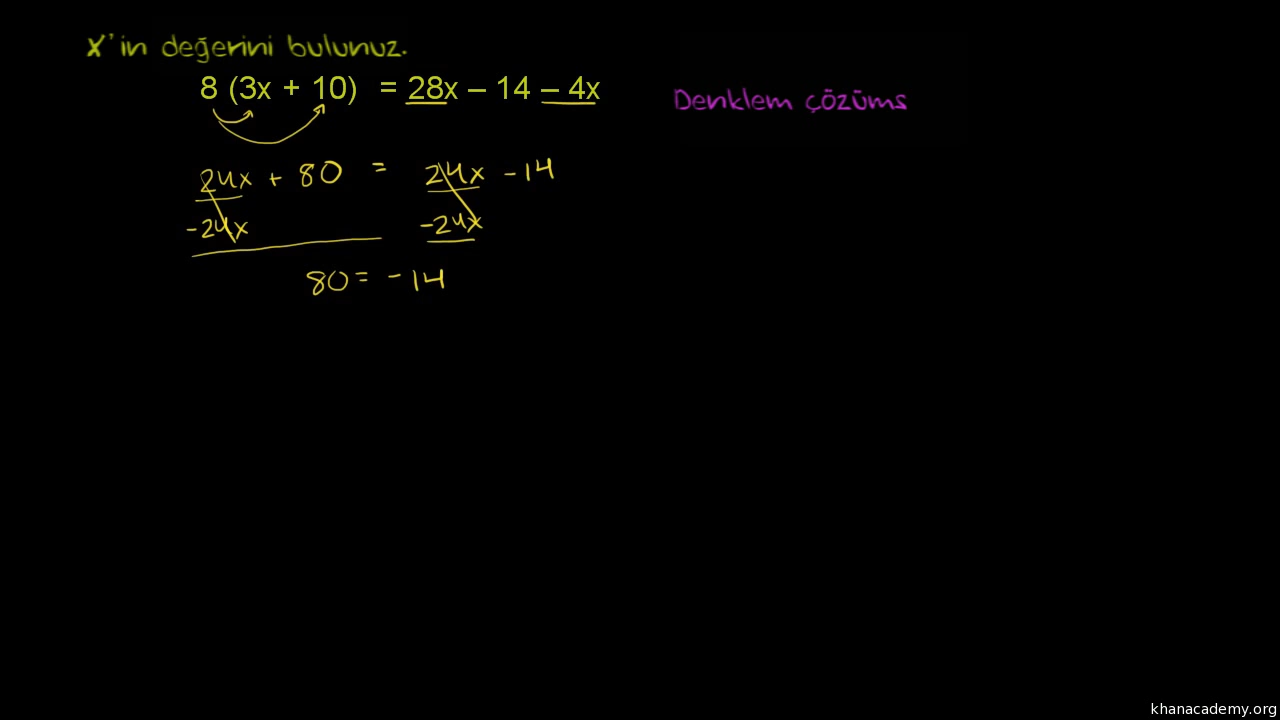 X'in değerini bulunuz.
8 (3x + 10) = 28x – 14 – 4x
Denklem çözüms
24x + 80 = 24x - 14
-24x -24x
80 = - 14
khanacademy.org